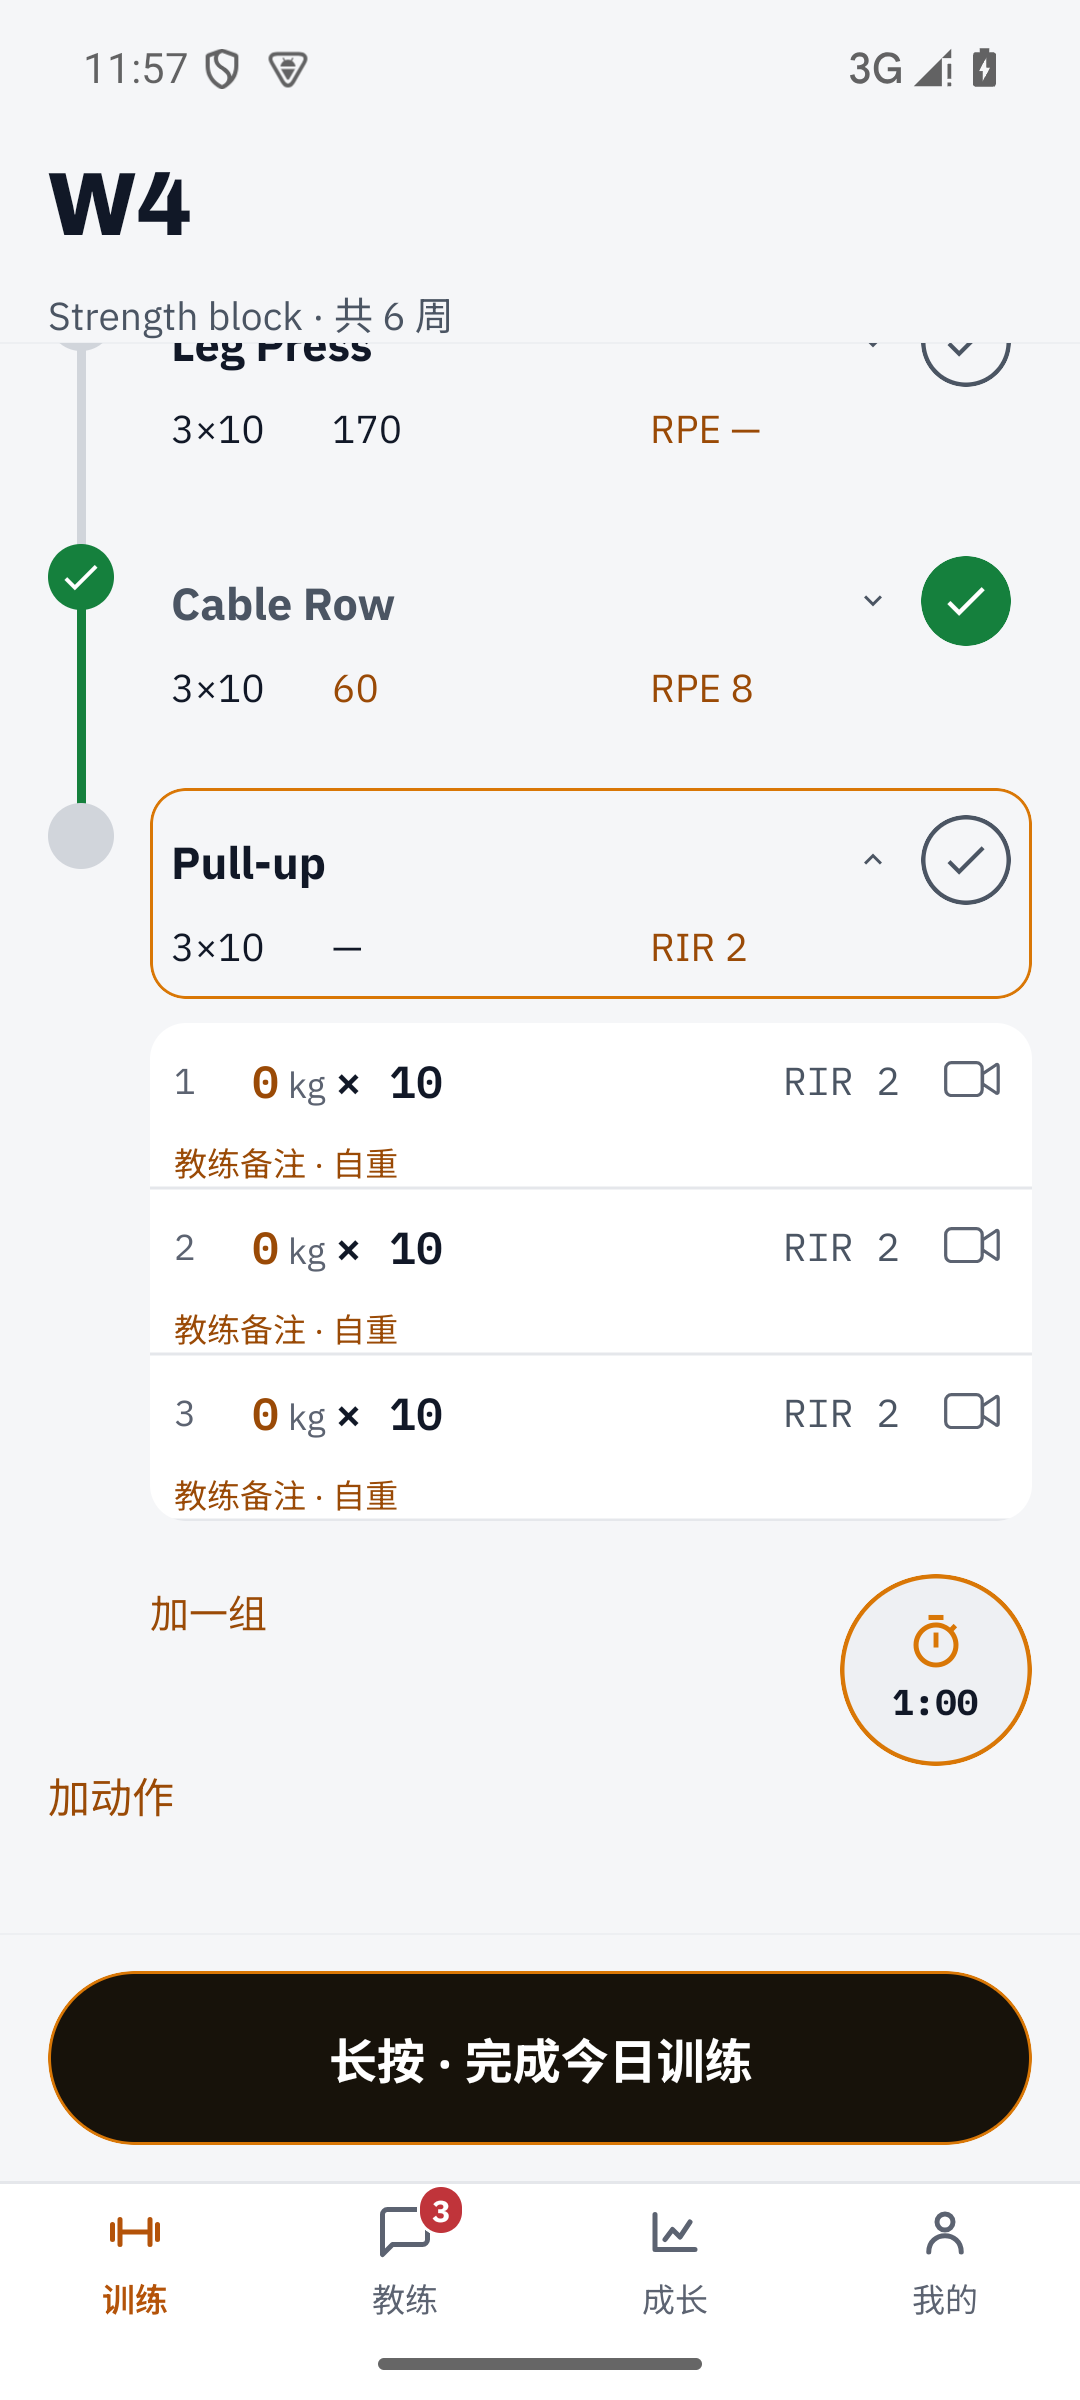 11:57
3G
W4
Strength block · 共 6 周
Leg Press
3×10 170 RPE —
Cable Row
3×10 60 RPE 8
Pull-up
3×10 — RIR 2
1 0 kg × 10 RIR 2
教练备注 · 自重
2 0 kg × 10 RIR 2
教练备注 · 自重
3 0 kg × 10 RIR 2
教练备注 · 自重
加一组
1:00
加动作
长按 · 完成今日训练
3
训练 教练 成长 我的